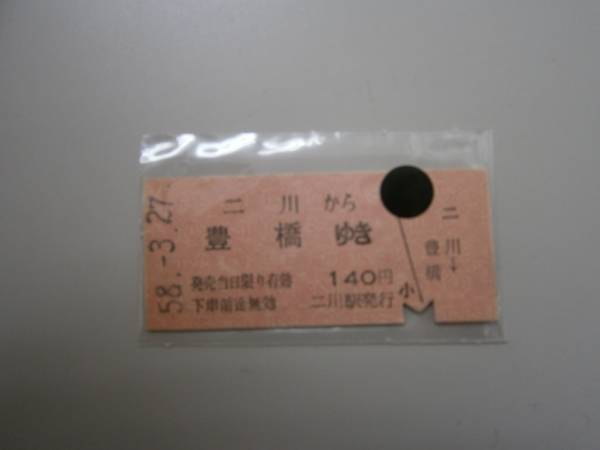 58.-3.27
二川から
豊橋ゆき
発売当日限り有効 140円
下車前途無効 二川駅発行
小
二川→
豊橋